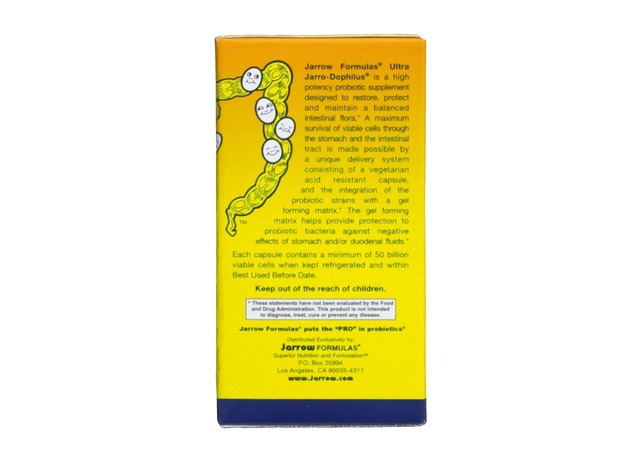 Jarrow Formulas® Ultra
Jarro-Dophilus® is a high
potency probiotic supplement
designed to restore, protect
and maintain a balanced
intestinal flora.* A maximum
survival of viable cells through
the stomach and the intestinal
tract is made possible by
a unique delivery system
consisting of a vegetarian
acid resistant capsule,
and the integration of the
probiotic strains with a gel
forming matrix.* The gel forming
matrix helps provide protection to
probiotic bacteria against negative
effects of stomach and/or duodenal fluids.*
TM
Each capsule contains a minimum of 50 billion
viable cells when kept refrigerated and within
Best Used Before Date.
Keep out of the reach of children.
* These statements have not been evaluated by the Food
and Drug Administration. This product is not intended
to diagnose, treat, cure or prevent any disease.
Jarrow Formulas® puts the "PRO" in probiotics®
Distributed Exclusively by:
Jarrow FORMULAS®
Superior Nutrition and Formulation™
P.O. Box 35994
Los Angeles, CA 90035-4317
www.Jarrow.com